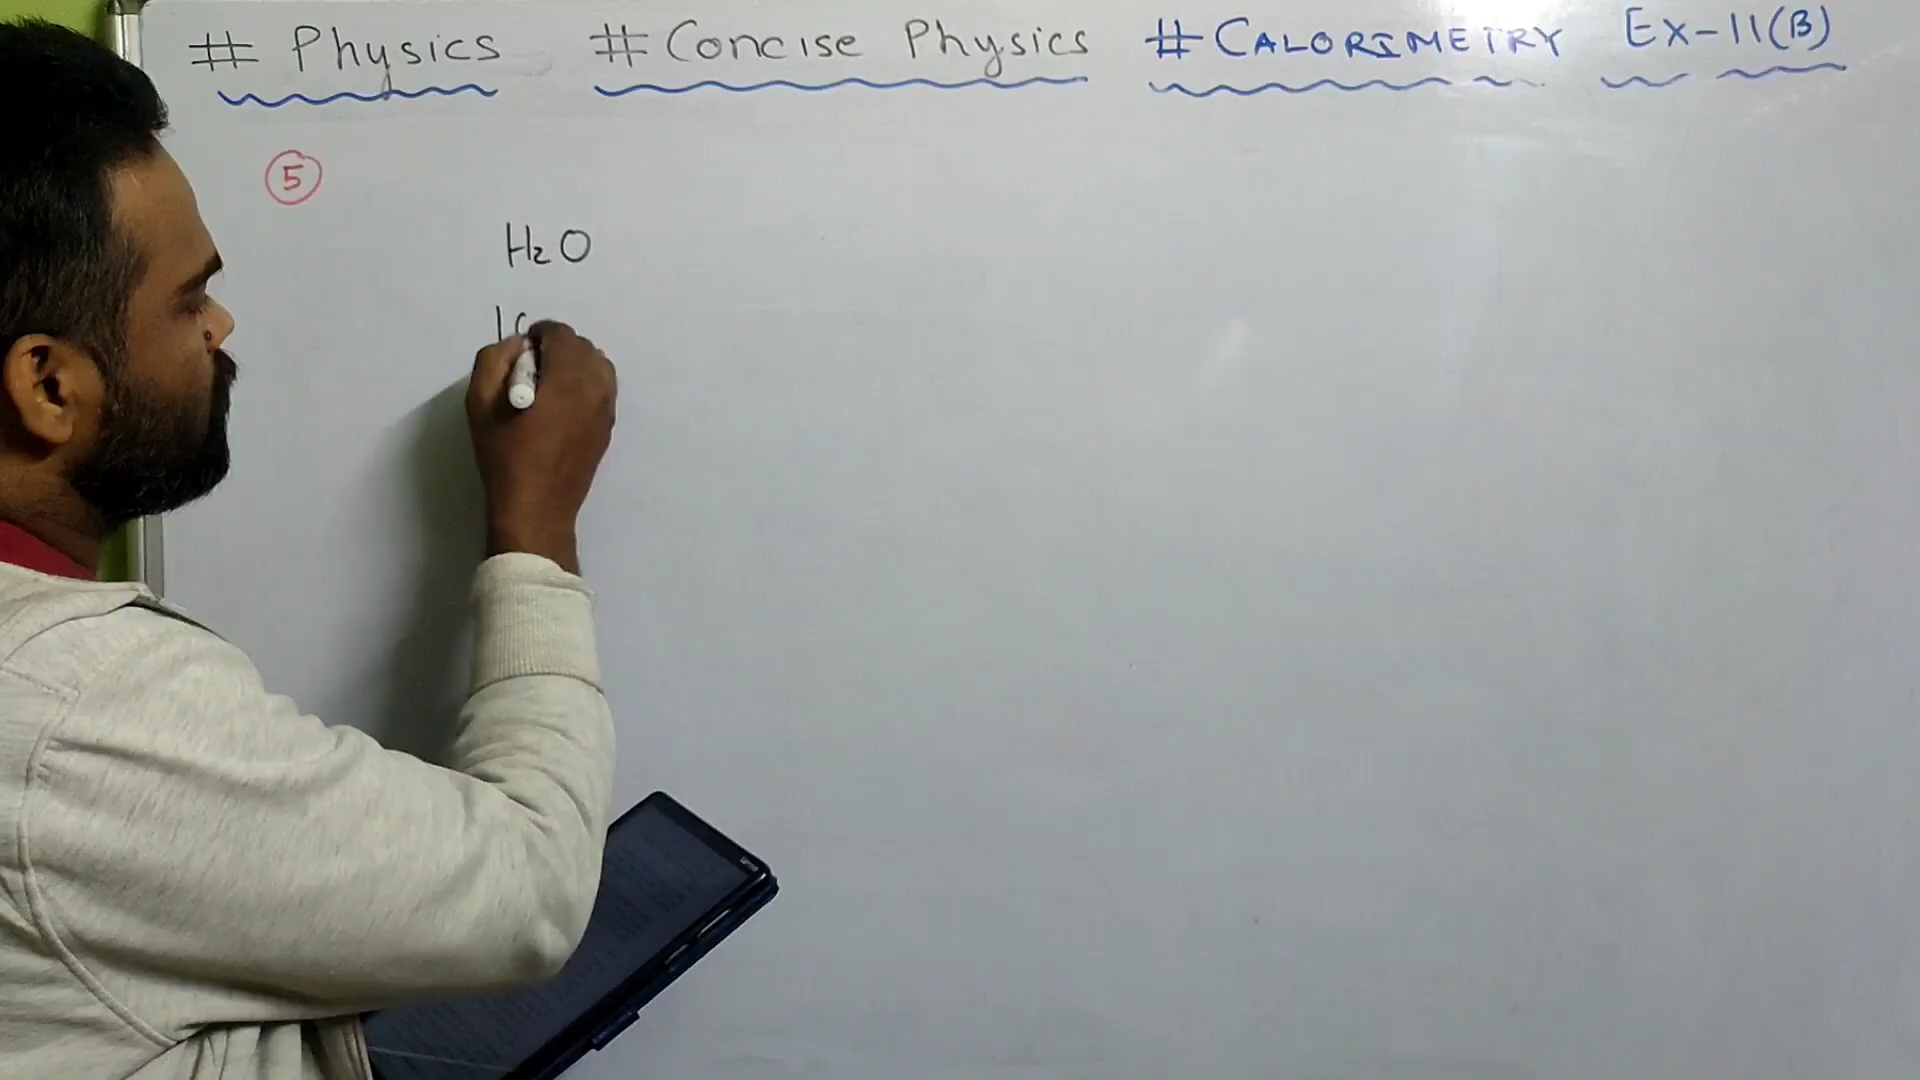 # Physics # Concise Physics # CALORIMETRY Ex-11(B)
5
H₂O